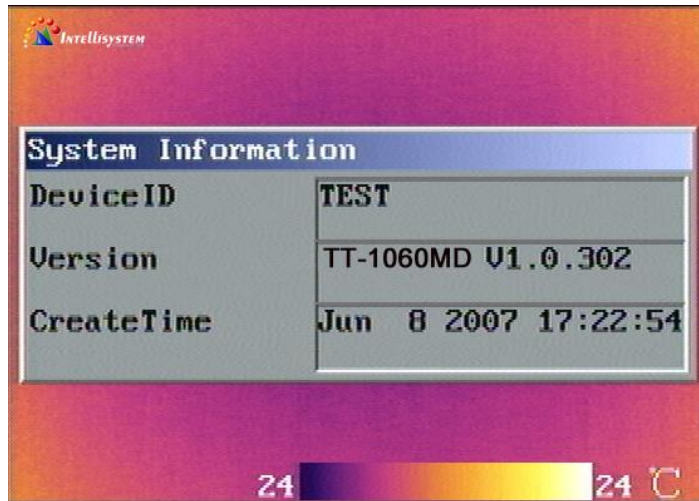 INTELLISYSTEM
System Information
DeviceID TEST
Version TT-1060MD V1.0.302
CreateTime Jun 8 2007 17:22:54
24 24 °C